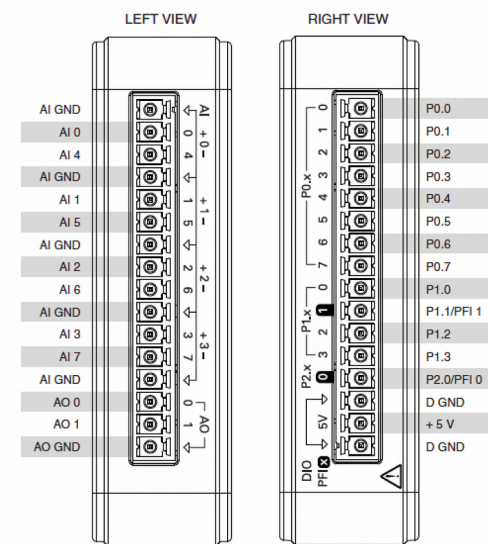 LEFT VIEW
AI GND
AI 0
AI 4
AI GND
AI 1
AI 5
AI GND
AI 2
AI 6
AI GND
AI 3
AI 7
AI GND
AO 0
AO 1
AO GND
AI
0 + 0 -
4
1 + 1 -
5
2 + 2 -
6
3 + 3 -
7
0
1
AO
RIGHT VIEW
P0.x
0
1
2
3
4
5
6
7
P1.x
0
1
2
3
P2.x
0
5V
DIO
PFI X
P0.0
P0.1
P0.2
P0.3
P0.4
P0.5
P0.6
P0.7
P1.0
P1.1/PFI 1
P1.2
P1.3
P2.0/PFI 0
D GND
+ 5 V
D GND